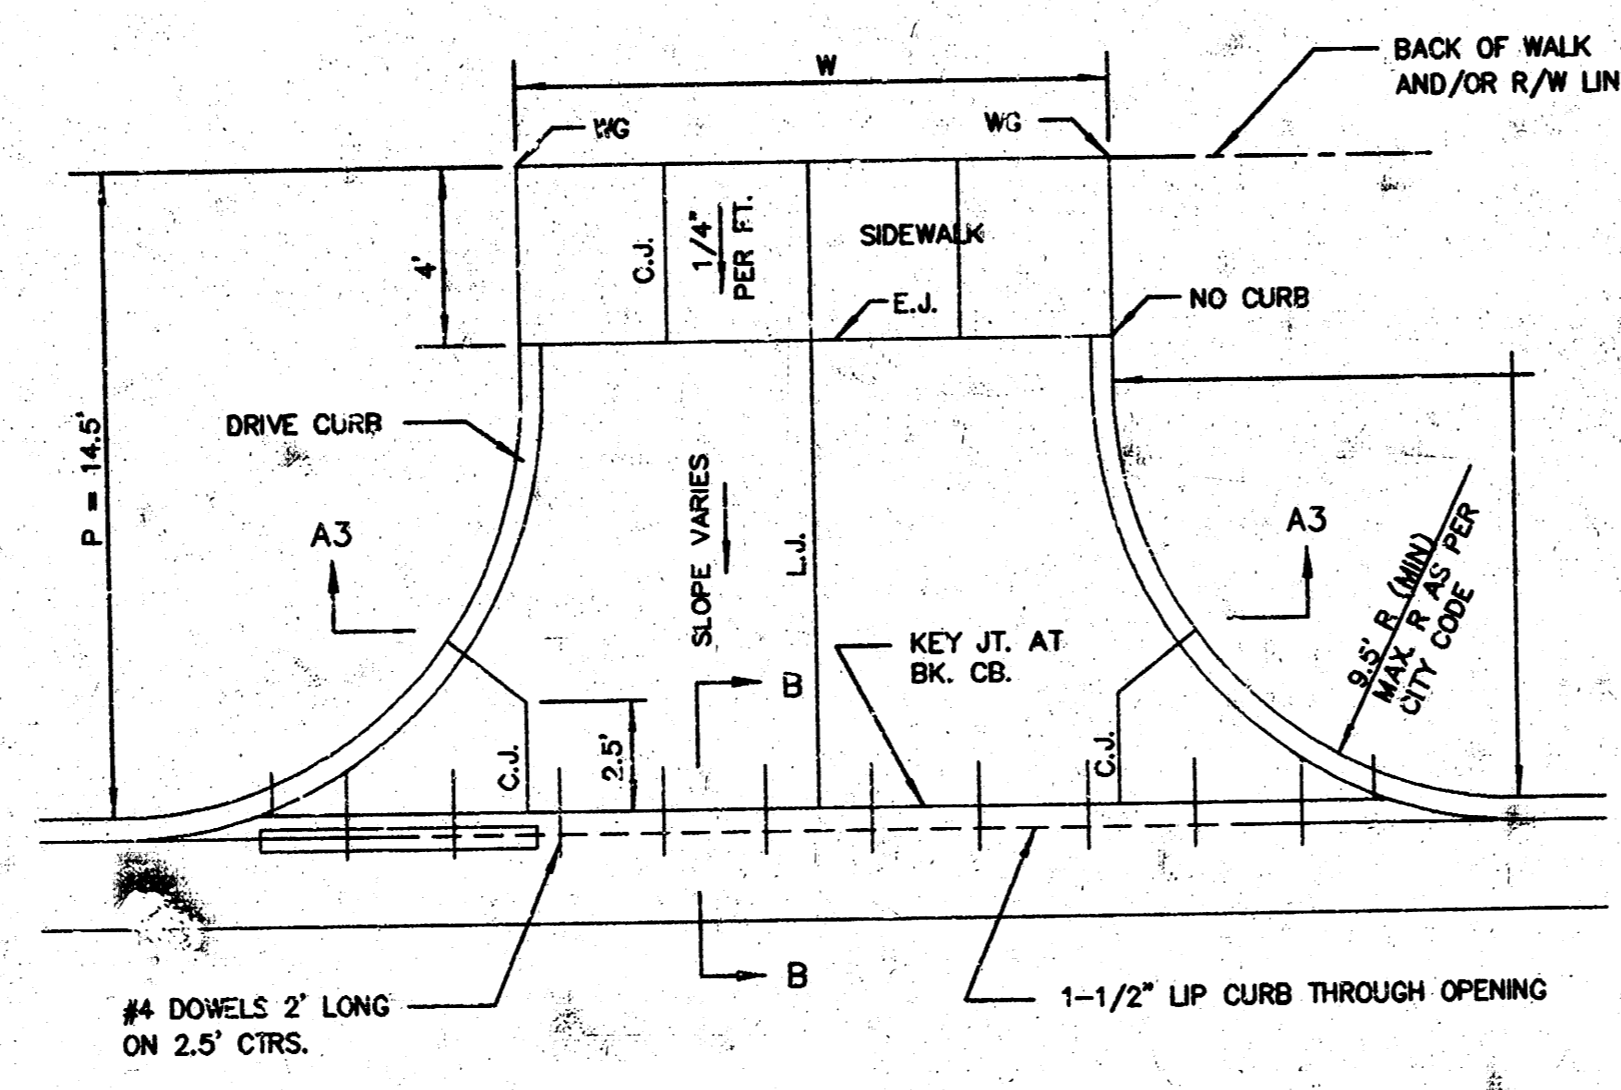 BACK OF WALK
AND/OR R/W LIN
W
WG
WG
4'
C.J.
1/4"
PER FT.
SIDEWALK
E.J.
NO CURB
DRIVE CURB
P = 14.5'
A3
A3
SLOPE VARIES
L.J.
9.5' R (MIN)
MAX. R AS PER
CITY CODE
KEY JT. AT
BK. CB.
B
C.J.
2.5'
C.J.
B
#4 DOWELS 2' LONG
ON 2.5' CTRS.
1-1/2" LIP CURB THROUGH OPENING